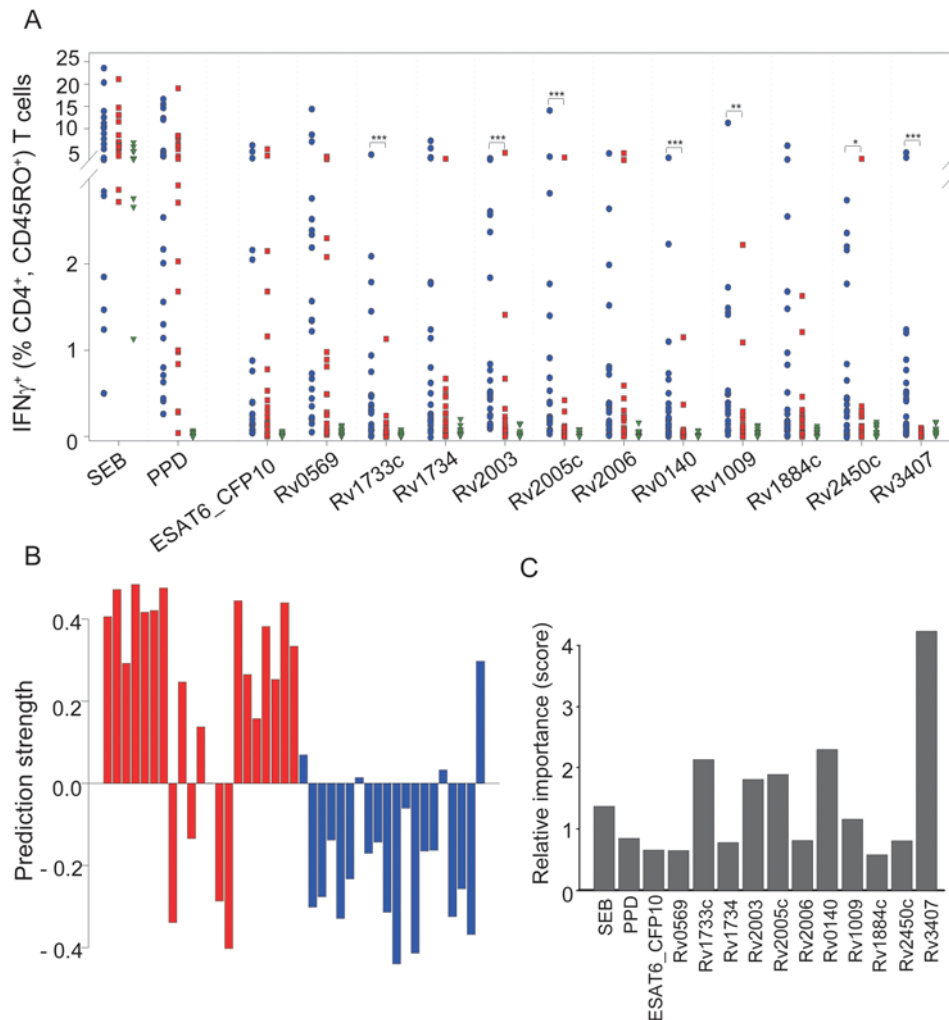 A
IFNγ⁺ (% CD4⁺, CD45RO⁺) T cells
25
20
15
10
5
2
1
0
***
***
***
***
**
*
***
SEB
PPD
ESAT6_CFP10
Rv0569
Rv1733c
Rv1734
Rv2003
Rv2005c
Rv2006
Rv0140
Rv1009
Rv1884c
Rv2450c
Rv3407
B
Prediction strength
0.4
0.2
0.0
- 0.2
- 0.4
C
Relative importance (score)
4
3
2
1
0
SEB
PPD
ESAT6_CFP10
Rv0569
Rv1733c
Rv1734
Rv2003
Rv2005c
Rv2006
Rv0140
Rv1009
Rv1884c
Rv2450c
Rv3407